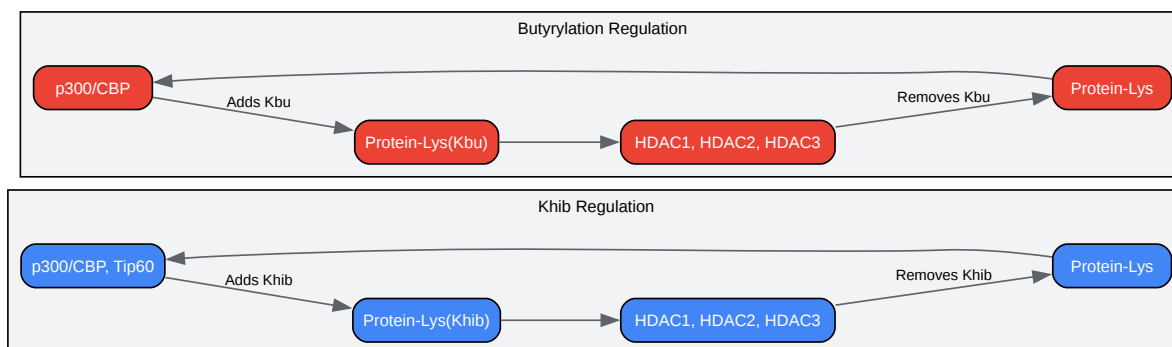 Butyrylation Regulation
p300/CBP
Adds Kbu
Protein-Lys(Kbu)
HDAC1, HDAC2, HDAC3
Removes Kbu
Protein-Lys
Khib Regulation
p300/CBP, Tip60
Adds Khib
Protein-Lys(Khib)
HDAC1, HDAC2, HDAC3
Removes Khib
Protein-Lys